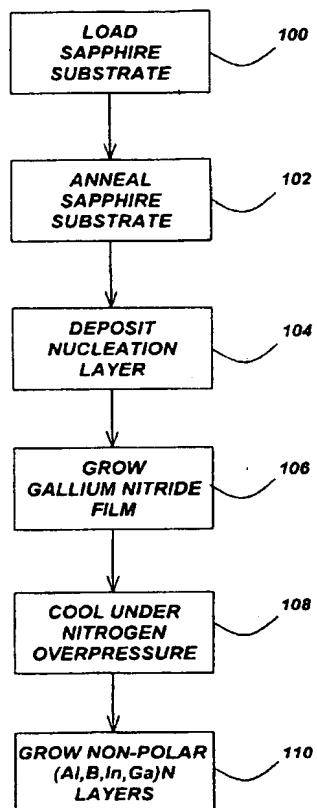 LOAD
SAPPHIRE
SUBSTRATE
100
ANNEAL
SAPPHIRE
SUBSTRATE
102
DEPOSIT
NUCLEATION
LAYER
104
GROW
GALLIUM NITRIDE
FILM
106
COOL UNDER
NITROGEN
OVERPRESSURE
108
GROW NON-POLAR
(Al,B,In,Ga)N
LAYERS
110